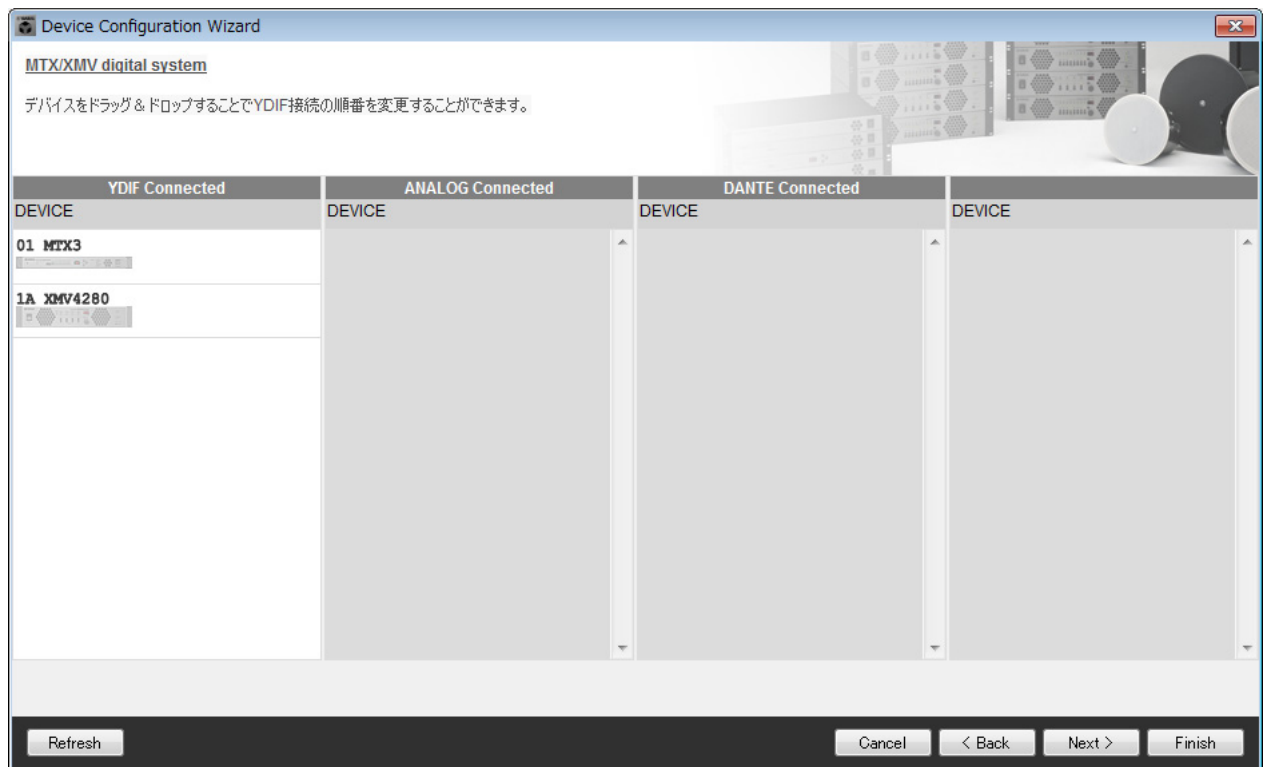 Device Configuration Wizard
MTX/XMV digital system
デバイスをドラッグ＆ドロップすることでYDIF接続の順番を変更することができます。
YDIF Connected
ANALOG Connected
DANTE Connected
DEVICE
DEVICE
DEVICE
DEVICE
01 MTX3
1A XMV4280
Refresh
Cancel
< Back
Next >
Finish